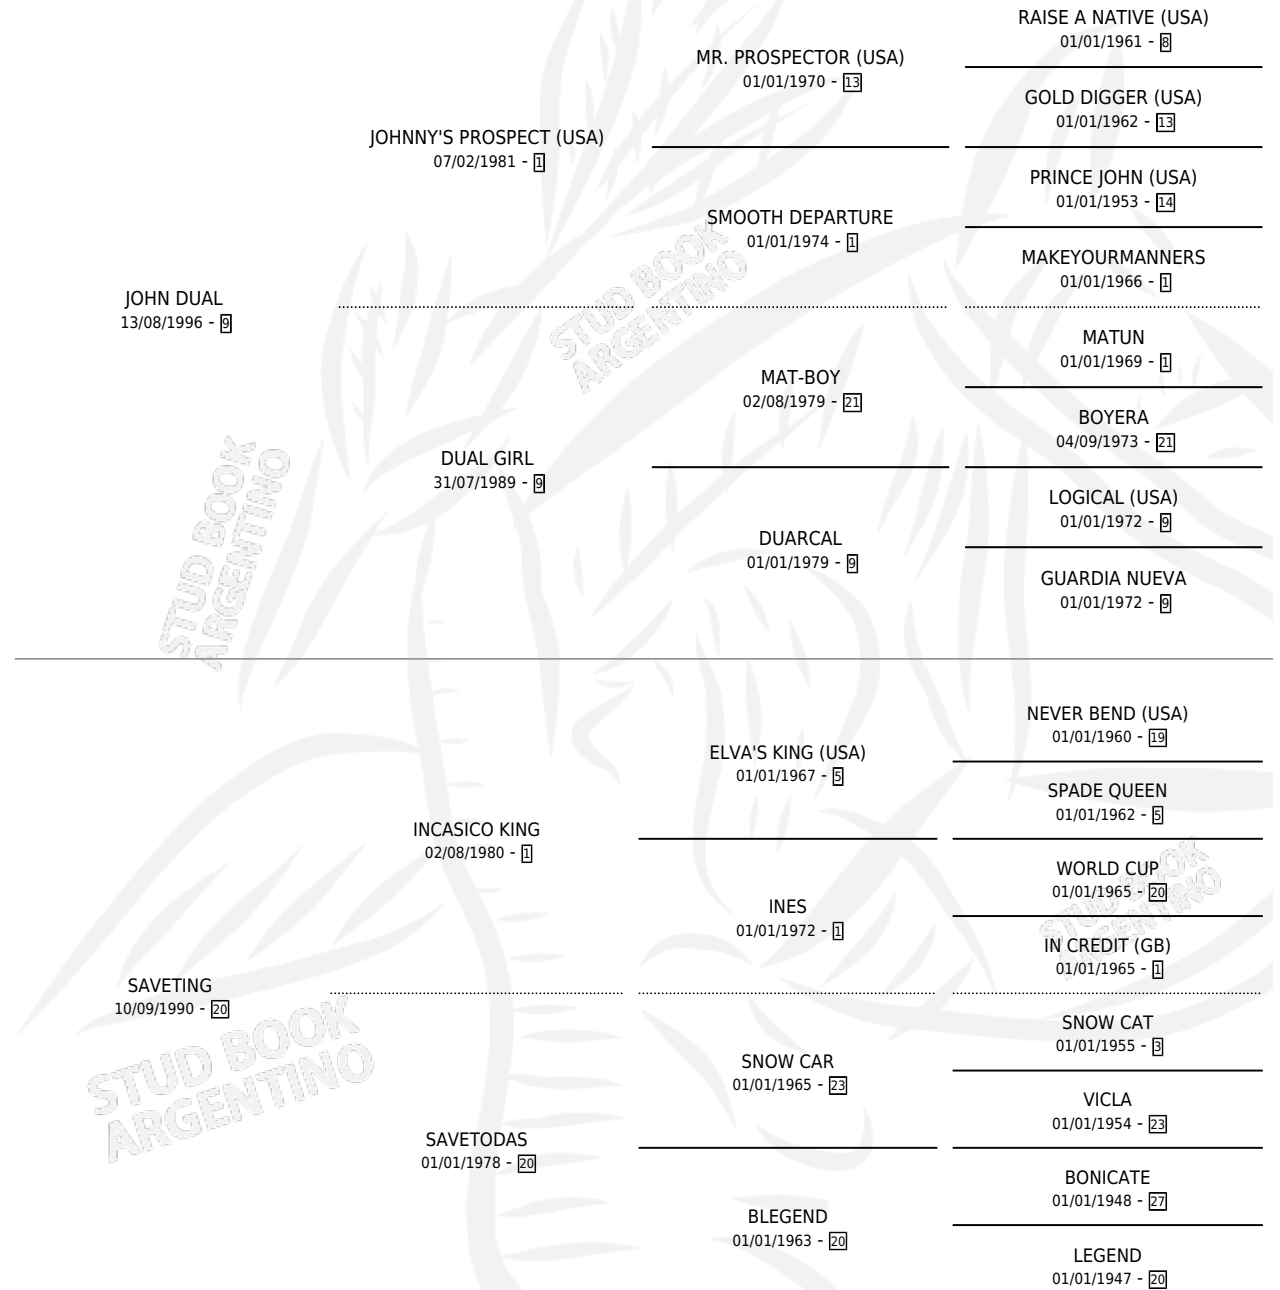 RAISE A NATIVE (USA)
01/01/1961 - 8
MR. PROSPECTOR (USA)
01/01/1970 - 13
GOLD DIGGER (USA)
01/01/1962 - 13
JOHNNY'S PROSPECT (USA)
07/02/1981 - 1
PRINCE JOHN (USA)
01/01/1953 - 14
SMOOTH DEPARTURE
01/01/1974 - 1
MAKEYOURMANNERS
01/01/1966 - 1
JOHN DUAL
13/08/1996 - 9
STUD BOOK
ARGENTINO
MATUN
01/01/1969 - 1
MAT-BOY
02/08/1979 - 21
BOYERA
04/09/1973 - 21
DUAL GIRL
31/07/1989 - 9
LOGICAL (USA)
01/01/1972 - 9
DUARCAL
01/01/1979 - 9
GUARDIA NUEVA
01/01/1972 - 9
STUD BOOK
ARGENTINO
NEVER BEND (USA)
01/01/1960 - 19
ELVA'S KING (USA)
01/01/1967 - 5
SPADE QUEEN
01/01/1962 - 5
INCASICO KING
02/08/1980 - 1
WORLD CUP
01/01/1965 - 20
INES
01/01/1972 - 1
STUD BOOK
ARGENTINO
IN CREDIT (GB)
01/01/1965 - 1
SAVETING
10/09/1990 - 20
SNOW CAT
01/01/1955 - 3
SNOW CAR
01/01/1965 - 23
STUD BOOK
ARGENTINO
VICLA
01/01/1954 - 23
SAVETODAS
01/01/1978 - 20
BONICATE
01/01/1948 - 27
BLEGEND
01/01/1963 - 20
LEGEND
01/01/1947 - 20